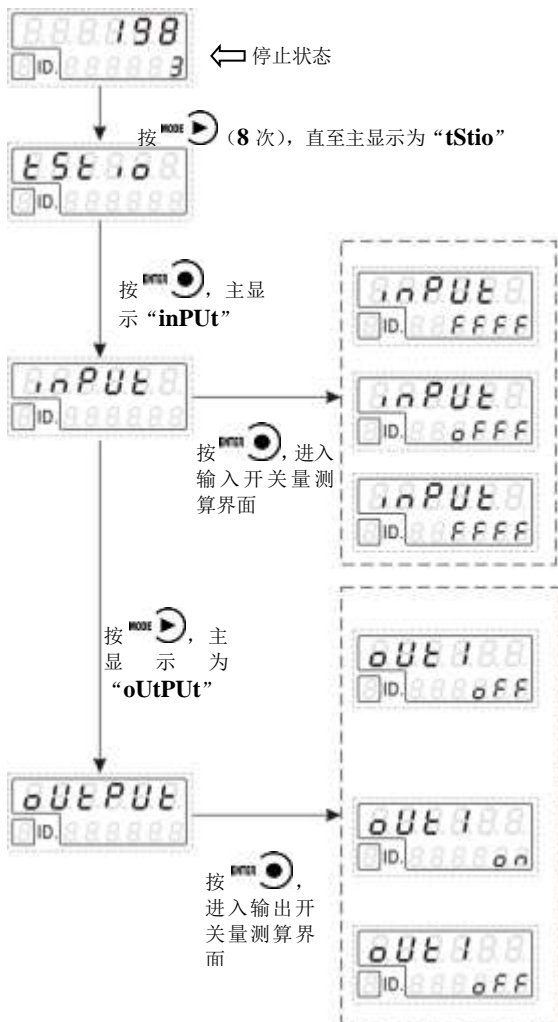 198
ID. 3
停止状态
按 MODE (8 次)，直至主显示为“tStio”
tStio
ID.
按 ENTER ，主显
示“inPUt”
inPUt
ID. FFFF
inPUt
ID.
inPUt
ID. oFFF
按 ENTER ，进入
输入开关量测
算界面
inPUt
ID. FFFF
按 MODE ，主
显示为
“oUtPUt”
oUt1
ID. oFF
oUtPUt
ID.
oUt1
ID. on
按 ENTER ，
进入输出开
关量测算界
面
oUt1
ID. oFF